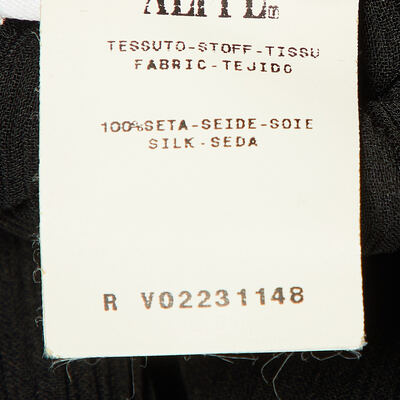 TESSUTO-STOFF-TISSU
FABRIC-TEJIDO
100%SETA-SEIDE-SOIE
SILK-SEDA
R V02231148